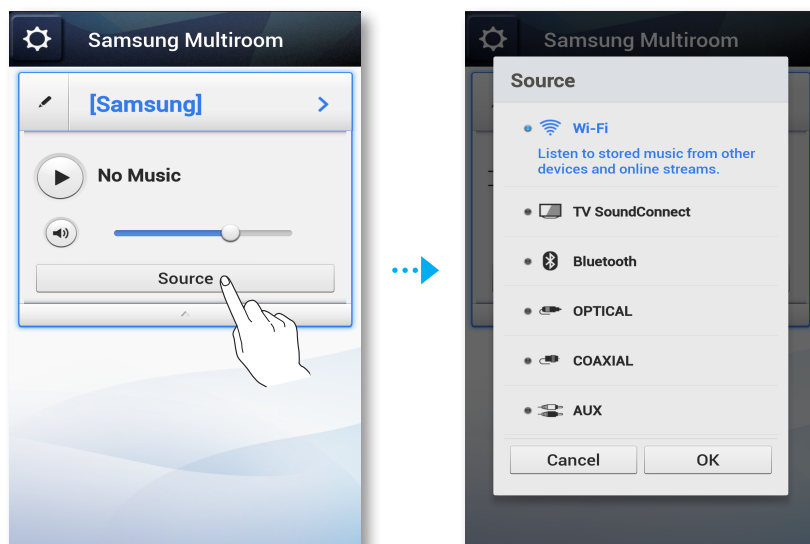 Samsung Multiroom
[Samsung]
No Music
Source
Samsung Multiroom
Source
Wi-Fi
Listen to stored music from other
devices and online streams.
TV SoundConnect
Bluetooth
OPTICAL
COAXIAL
AUX
Cancel
OK